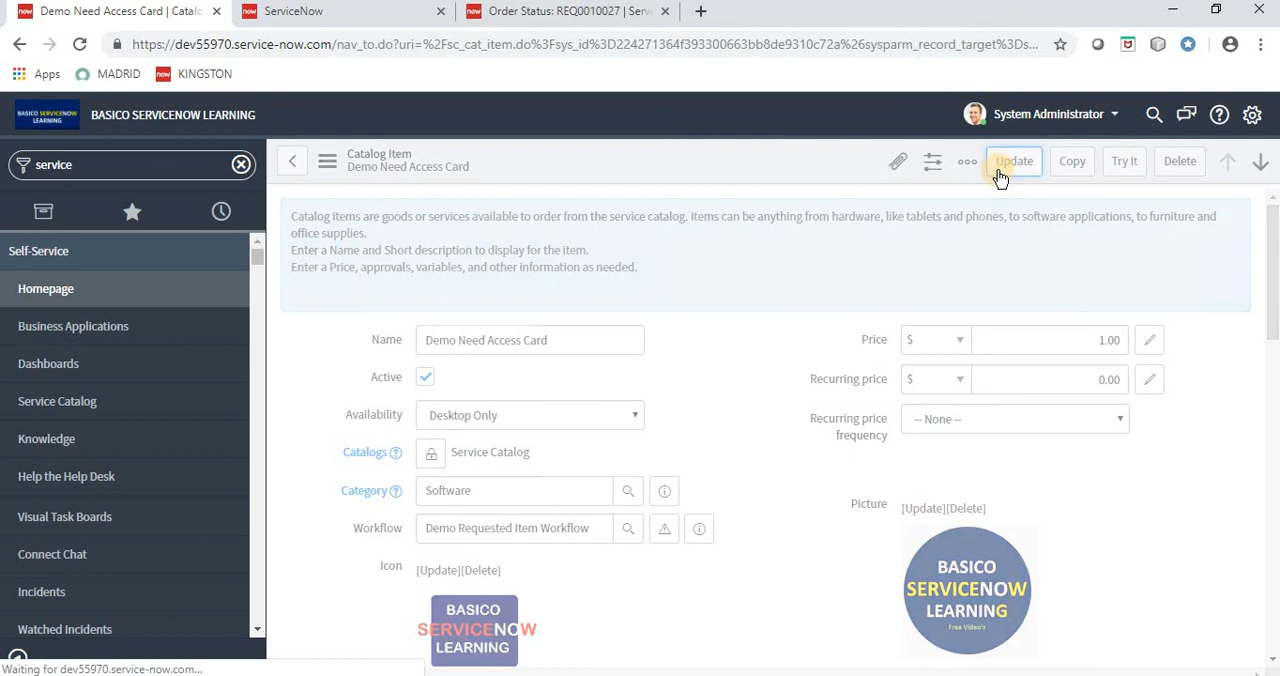 Demo Need Access Card | Catalo
ServiceNow
Order Status: REQ0010027 | Serv
https://dev55970.service-now.com/nav_to.do?uri=%2Fsc_cat_item.do%3Fsys_id%3D224271364f393300663bb8de9310c72a%26sysparm_record_target%3Ds...
Apps
MADRID
now KINGSTON
BASICO SERVICENOW LEARNING
BASICO SERVICENOW LEARNING
System Administrator
service
Catalog Item
Demo Need Access Card
Update
Copy
Try It
Delete
Catalog items are goods or services available to order from the service catalog. Items can be anything from hardware, like tablets and phones, to software applications, to furniture and
office supplies.
Enter a Name and Short description to display for the item.
Enter a Price, approvals, variables, and other information as needed.
Self-Service
Homepage
Business Applications
Dashboards
Service Catalog
Knowledge
Help the Help Desk
Visual Task Boards
Connect Chat
Incidents
Watched Incidents
Name Demo Need Access Card
Active
Availability Desktop Only
Catalogs Service Catalog
Category Software
Workflow Demo Requested Item Workflow
Icon [Update][Delete]
BASICO
SERVICENOW
LEARNING
Price $ 1.00
Recurring price $ 0.00
Recurring price
frequency
-- None --
Picture [Update][Delete]
BASICO
SERVICENOW
LEARNING
Free Video's
Waiting for dev55970.service-now.com...